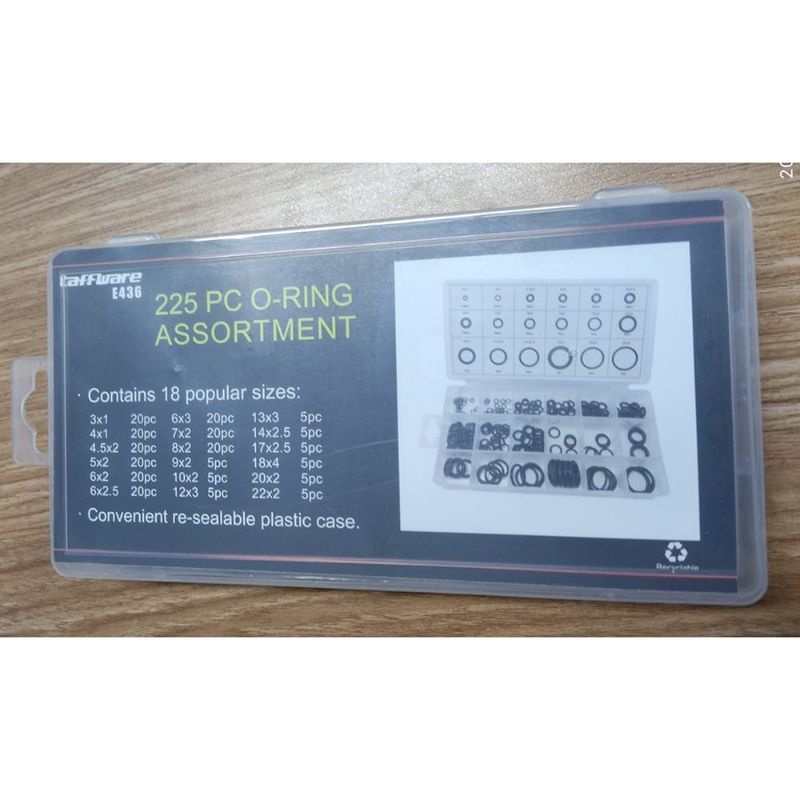 taffware
E436
225 PC O-RING
ASSORTMENT
· Contains 18 popular sizes:
3x1 20pc 6x3 20pc 13x3 5pc
4x1 20pc 7x2 20pc 14x2.5 5pc
4.5x2 20pc 8x2 20pc 17x2.5 5pc
5x2 20pc 9x2 5pc 18x4 5pc
6x2 20pc 10x2 5pc 20x2 5pc
6x2.5 20pc 12x3 5pc 22x2 5pc
· Convenient re-sealable plastic case.
Recyclable